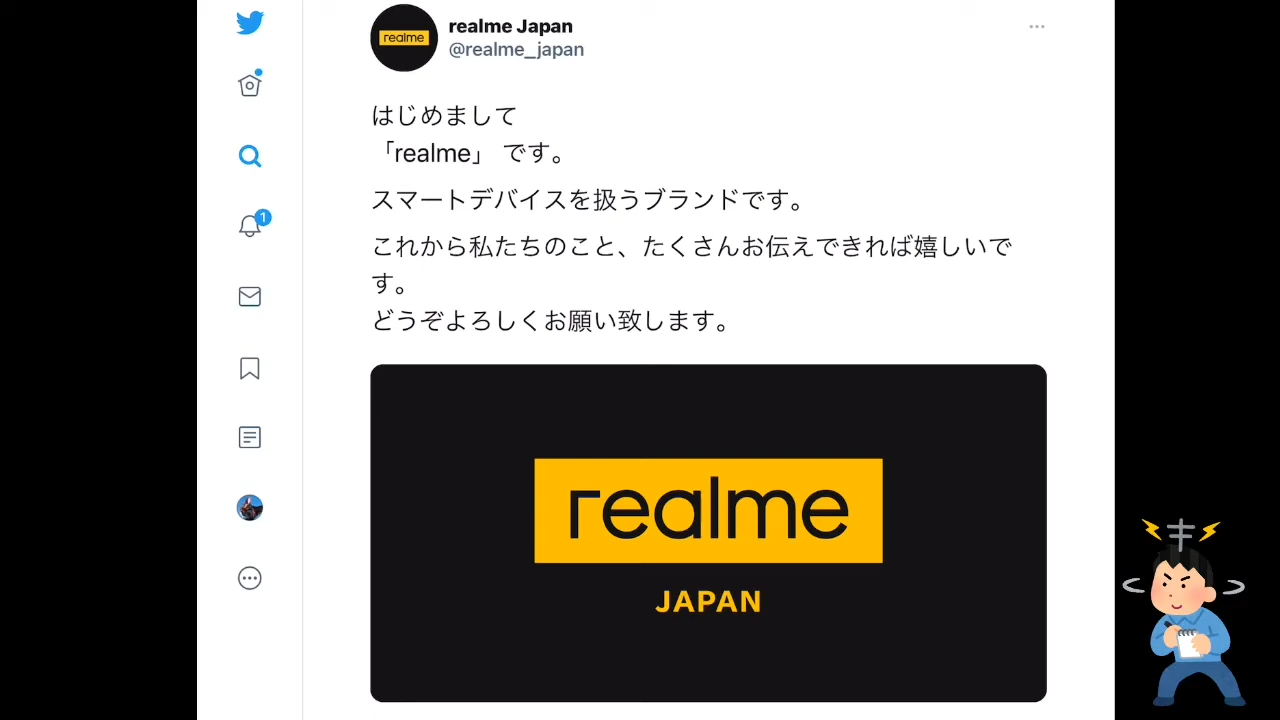 realme
realme Japan
@realme_japan
はじめまして
「realme」 です。
スマートデバイスを扱うブランドです。
これから私たちのこと、たくさんお伝えできれば嬉しいで
す。
どうぞよろしくお願い致します。
1
realme
JAPAN